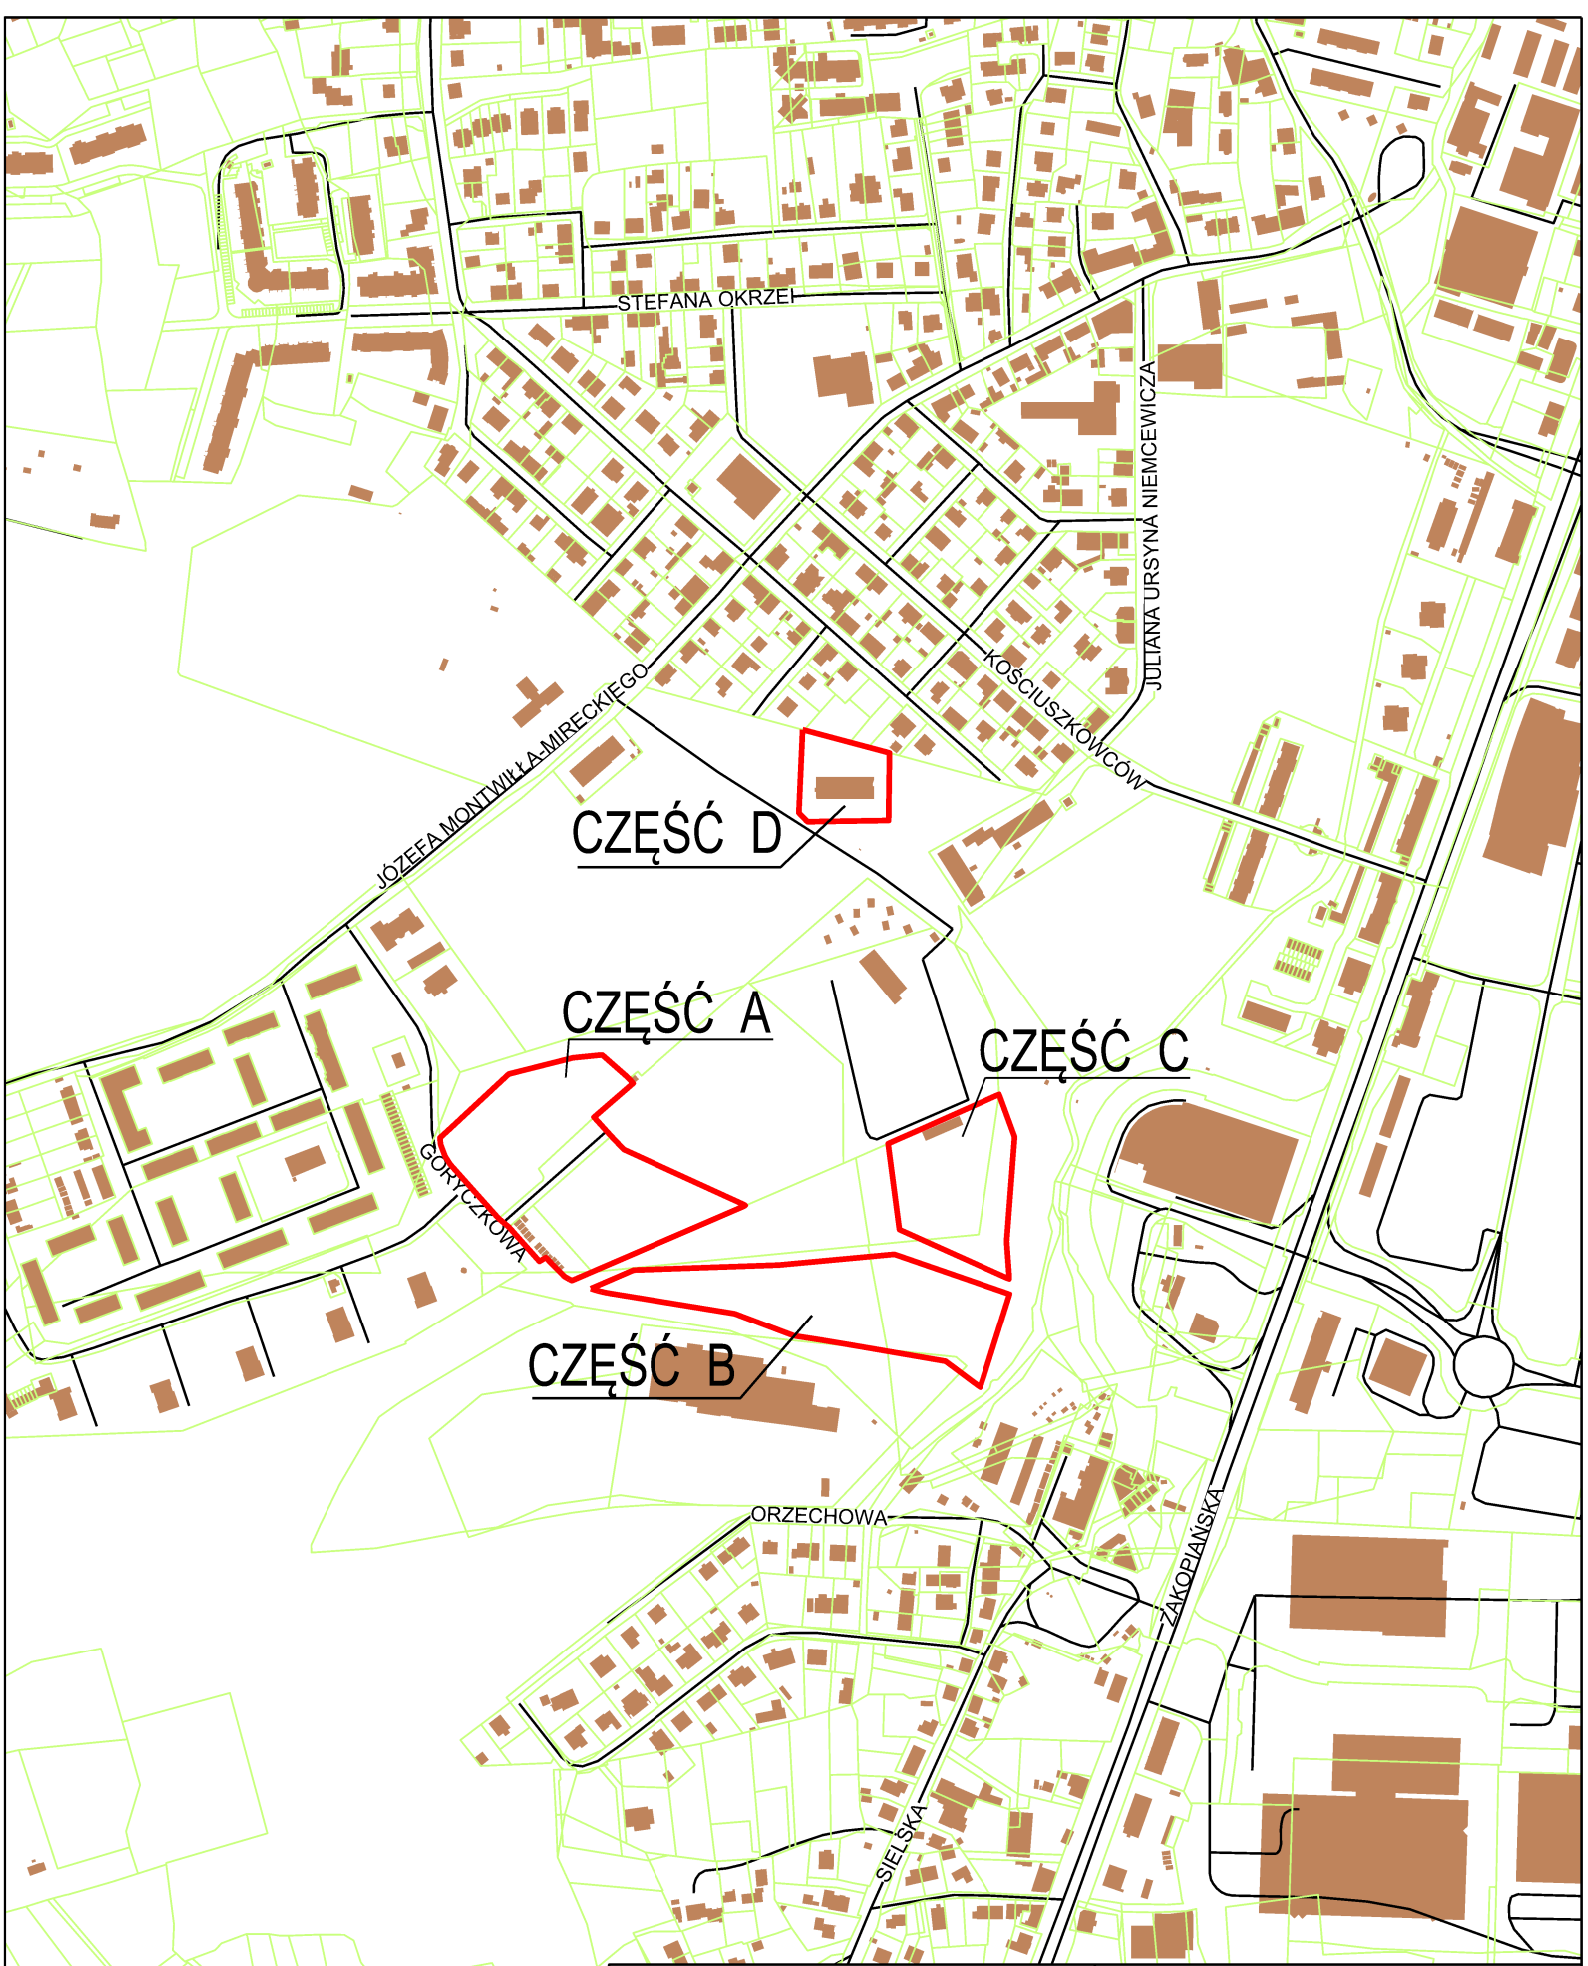 STEFANA OKRZEI
JULIANA URSYNA NIEMCEWICZA
KOŚCIUSZKOWCÓW
JÓZEFA MONTWIŁŁA-MIRECKIEGO
CZĘŚĆ D
CZĘŚĆ A
CZĘŚĆ C
GORYCZKOWA
CZĘŚĆ B
ORZECHOWA
ZAKOPIAŃSKA
SIELSKA